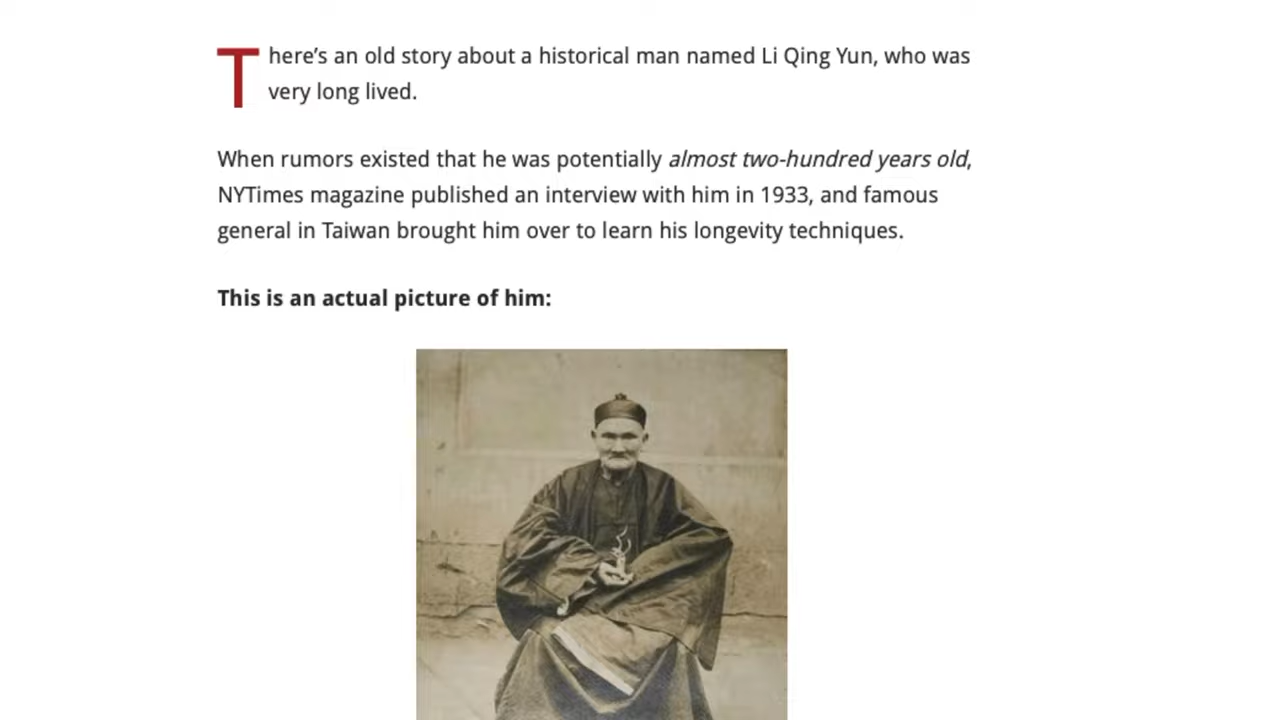 There’s an old story about a historical man named Li Qing Yun, who was
very long lived.
When rumors existed that he was potentially almost two-hundred years old,
NYTimes magazine published an interview with him in 1933, and famous
general in Taiwan brought him over to learn his longevity techniques.
This is an actual picture of him: